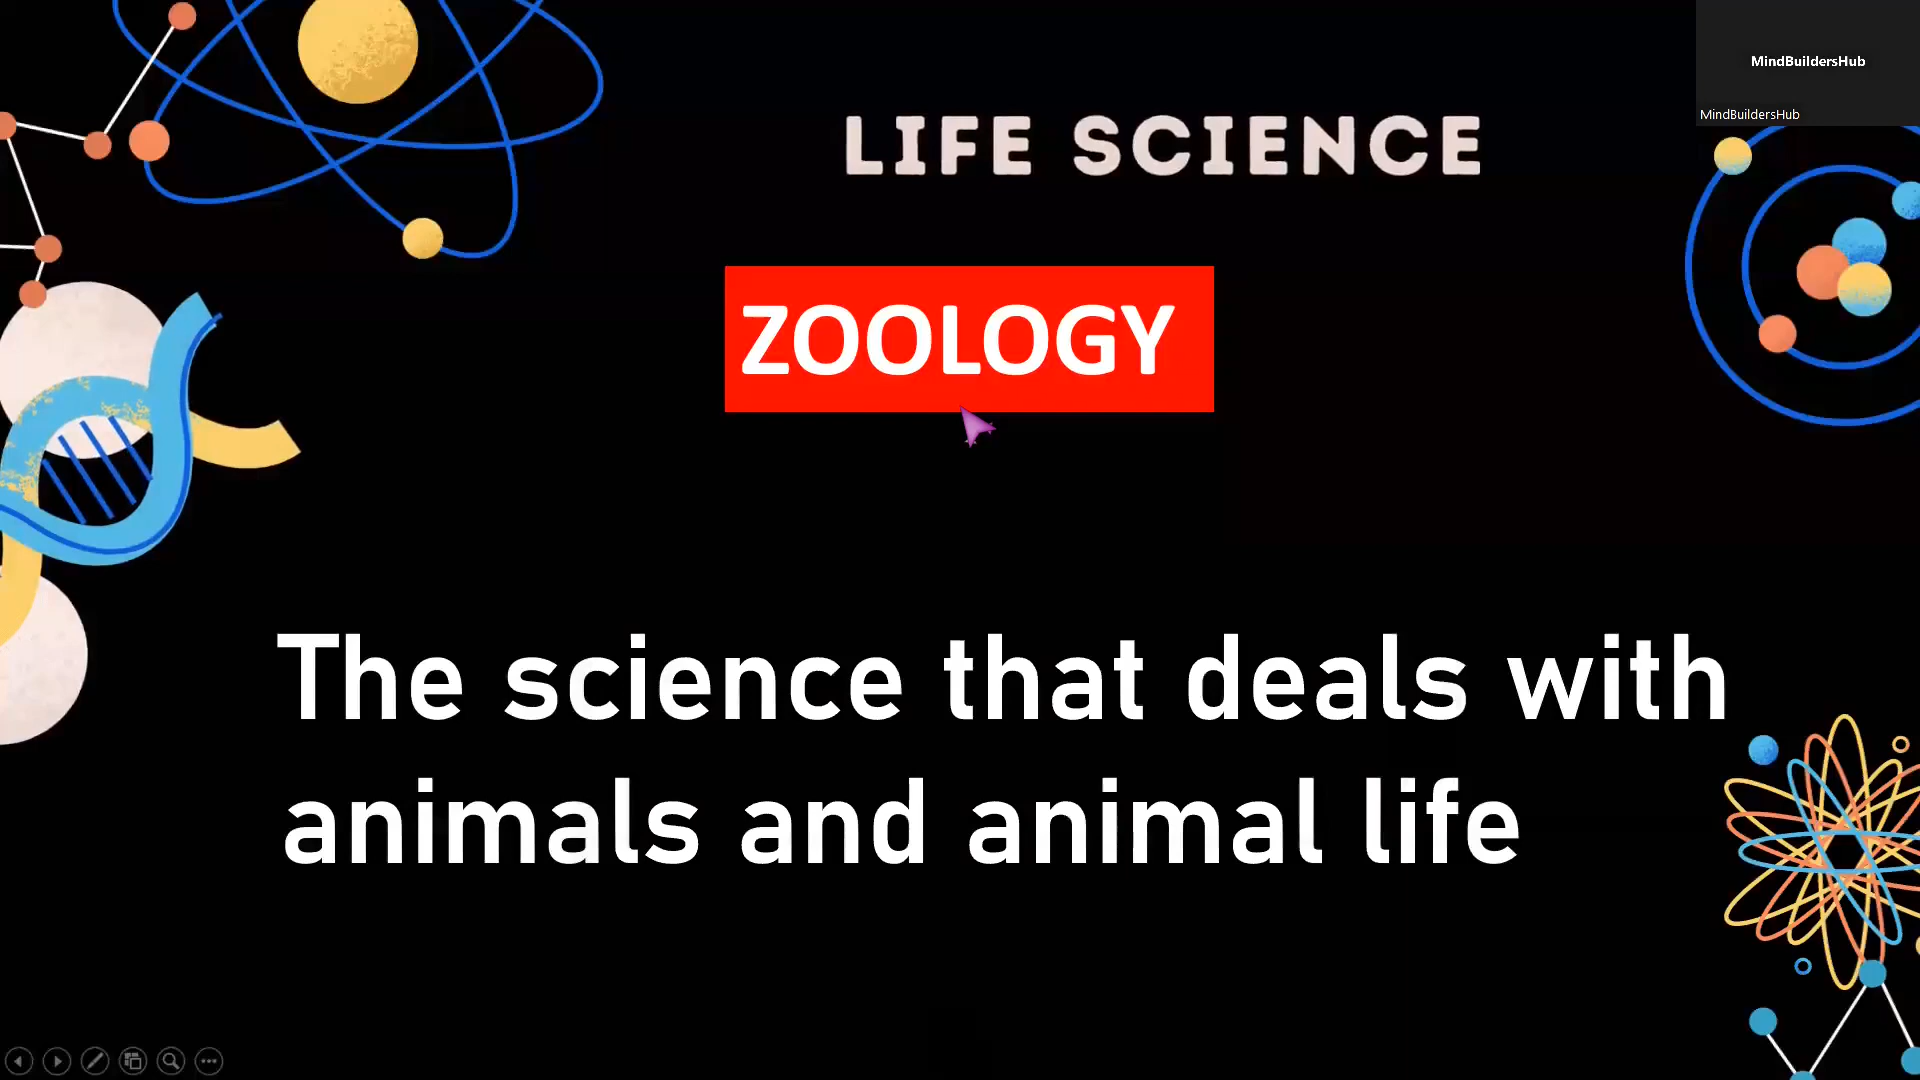 MindBuildersHub
MindBuildersHub
LIFE SCIENCE
ZOOLOGY
The science that deals with
animals and animal life